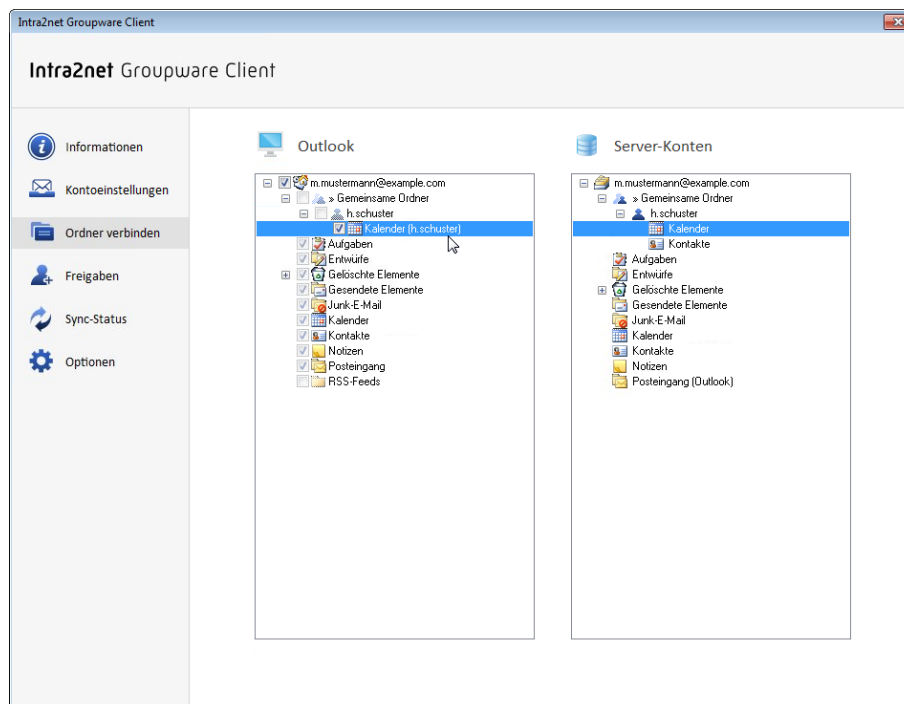 Intra2net Groupware Client
Intra2net Groupware Client
Informationen
Kontoeinstellungen
Ordner verbinden
Freigaben
Sync-Status
Optionen
Outlook
m.mustermann@example.com
» Gemeinsame Ordner
h.schuster
Kalender (h.schuster)
Aufgaben
Entwürfe
Gelöschte Elemente
Gesendete Elemente
Junk-E-Mail
Kalender
Kontakte
Notizen
Posteingang
RSS-Feeds
Server-Konten
m.mustermann@example.com
» Gemeinsame Ordner
h.schuster
Kalender
Kontakte
Aufgaben
Entwürfe
Gelöschte Elemente
Gesendete Elemente
Junk-E-Mail
Kalender
Kontakte
Notizen
Posteingang (Outlook)